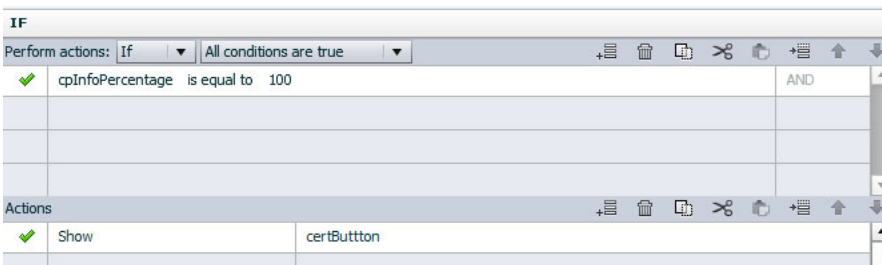 IF
Perform actions: If All conditions are true
cpInfoPercentage is equal to 100 AND
Actions
Show certButtton